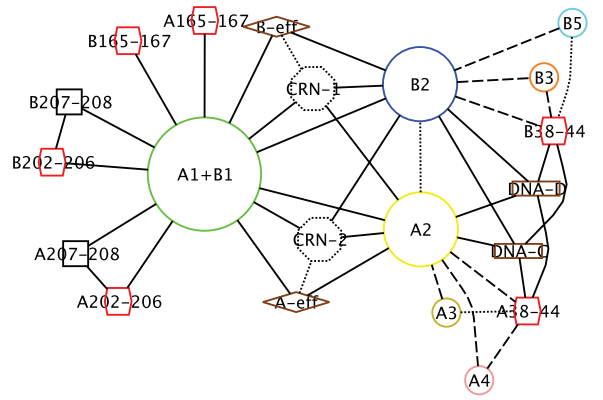 A165-167
B-eff
B5
B165-167
B3
CRN-1
B2
B207-208
B38-44
B202-206
A1+B1
DNA-D
A2
CRN-2
A207-208
DNA-C
A-eff
A202-206
A3
A38-44
A4